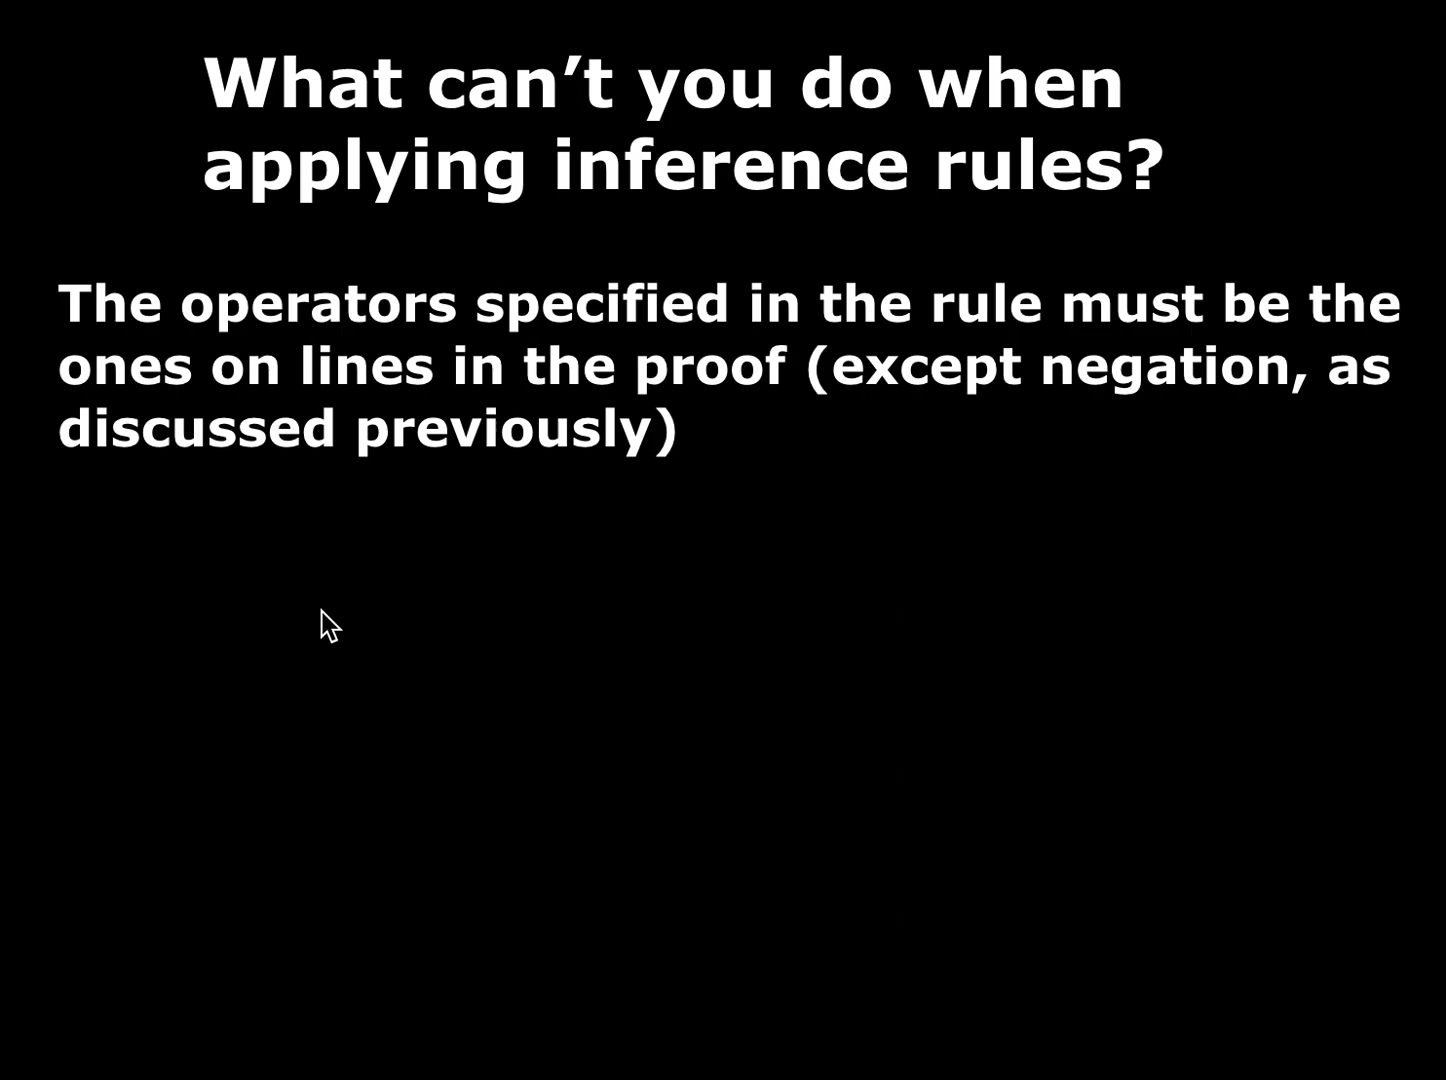 What can’t you do when
applying inference rules?
The operators specified in the rule must be the
ones on lines in the proof (except negation, as
discussed previously)